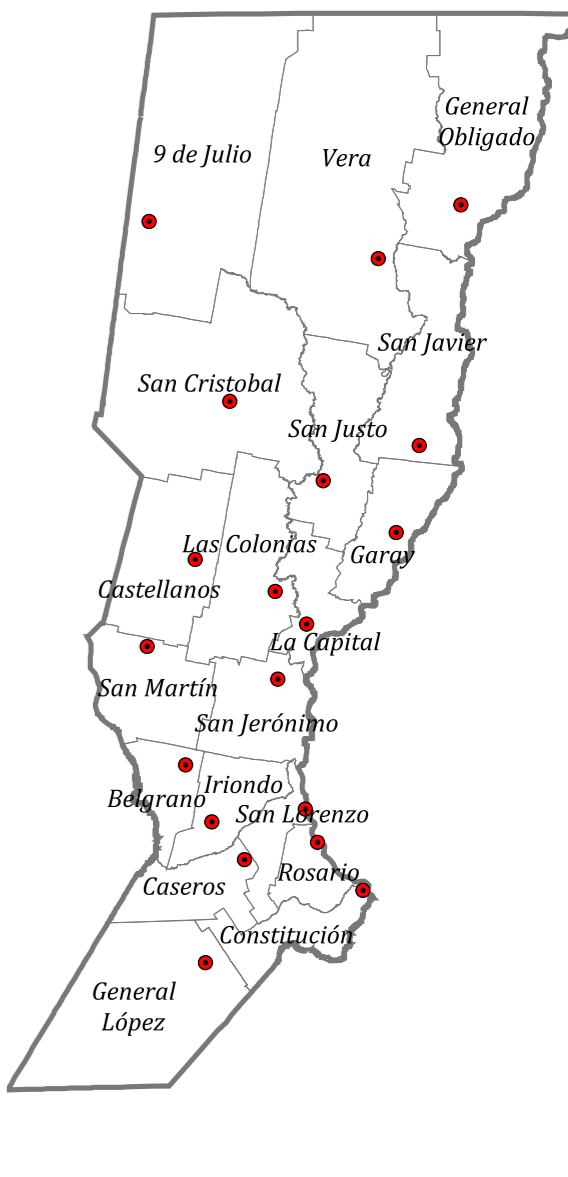 General
Obligado
9 de Julio
Vera
San Javier
San Cristobal
San Justo
Las Colonias
Garay
Castellanos
La Capital
San Martín
San Jerónimo
Iriondo
Belgrano
San Lorenzo
Rosario
Caseros
Constitución
General
López